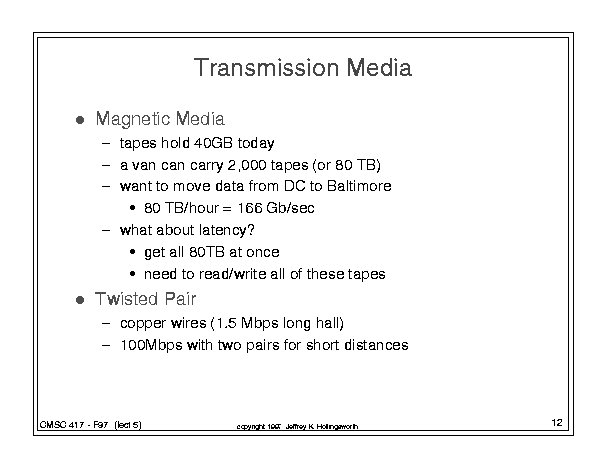 Transmission Media
● Magnetic Media
– tapes hold 40GB today
– a van can carry 2,000 tapes (or 80 TB)
– want to move data from DC to Baltimore
• 80 TB/hour = 166 Gb/sec
– what about latency?
• get all 80TB at once
• need to read/write all of these tapes
● Twisted Pair
– copper wires (1.5 Mbps long hall)
– 100Mbps with two pairs for short distances
CMSC 417 - F97 (lect 5)
copyright 1997 Jeffrey K. Hollingsworth
12